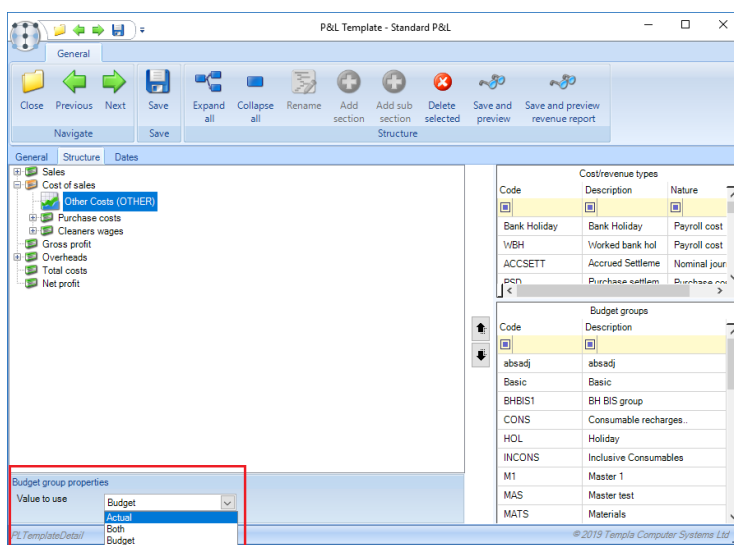 P&L Template - Standard P&L
General
Close Previous Next Save Expand all Collapse all Rename Add section Add sub section Delete selected Save and preview Save and preview revenue report
Navigate Save Structure
General Structure Dates
Sales
Cost of sales
Other Costs (OTHER)
Purchase costs
Cleaners wages
Gross profit
Overheads
Total costs
Net profit
Cost/revenue types
Code Description Nature
Bank Holiday Bank Holiday Payroll cost
WBH Worked bank hol Payroll cost
ACCSETT Accrued Settleme Nominal jour
PSD Purchase settlem Purchase
Budget groups
Code Description
absadj absadj
Basic Basic
BHBIS1 BH BIS group
CONS Consumable recharges..
HOL Holiday
INCONS Inclusive Consumables
M1 Master 1
MAS Master test
MATS Materials
Budget group properties
Value to use Budget
Actual
Both
Budget
PLTemplateDetail
©2019 Templa Computer Systems Ltd